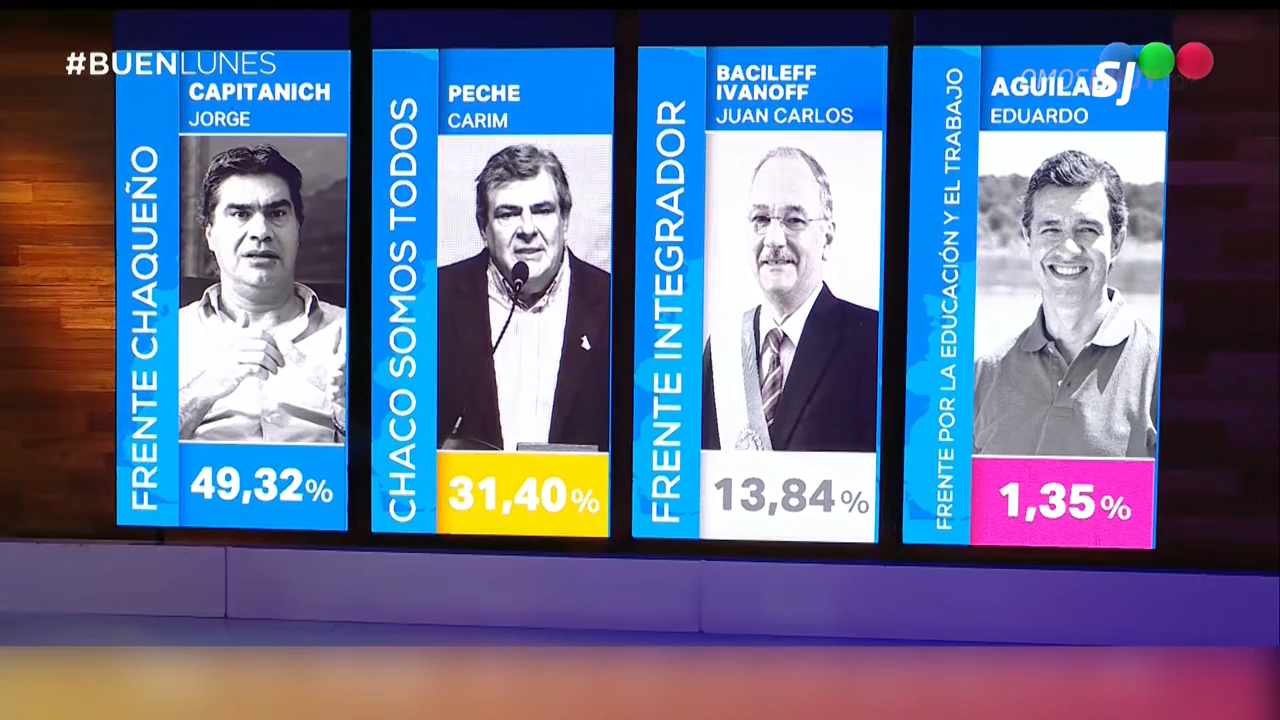 #BUENLUNES
FRENTE CHAQUEÑO
CAPITANICH
JORGE
49,32%
CHACO SOMOS TODOS
PECHE
CARIM
31,40%
FRENTE INTEGRADOR
BACILEFF
IVANOFF
JUAN CARLOS
13,84%
FRENTE POR LA EDUCACIÓN Y EL TRABAJO
AGUILAR
EDUARDO
1,35%
SJ